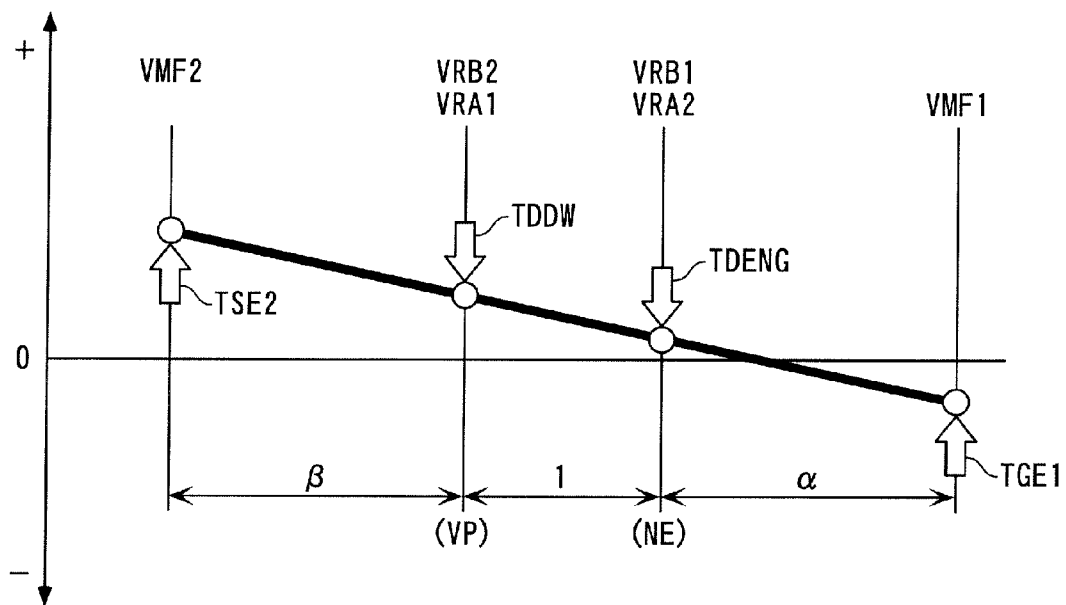 +
VMF2
VRB2
VRA1
VRB1
VRA2
VMF1
TDDW
TDENG
TSE2
0
TGE1
β
1
α
(VP)
(NE)
−